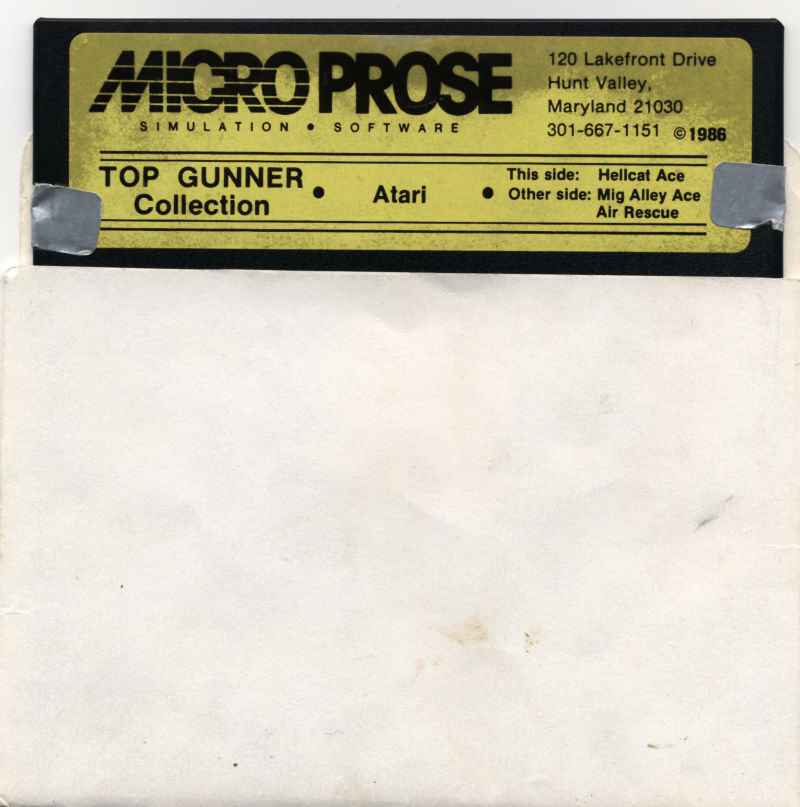 MICRO PROSE
SIMULATION • SOFTWARE
120 Lakefront Drive
Hunt Valley,
Maryland 21030
301-667-1151 ©1986
TOP GUNNER
Collection
• Atari •
This side: Hellcat Ace
Other side: Mig Alley Ace
Air Rescue